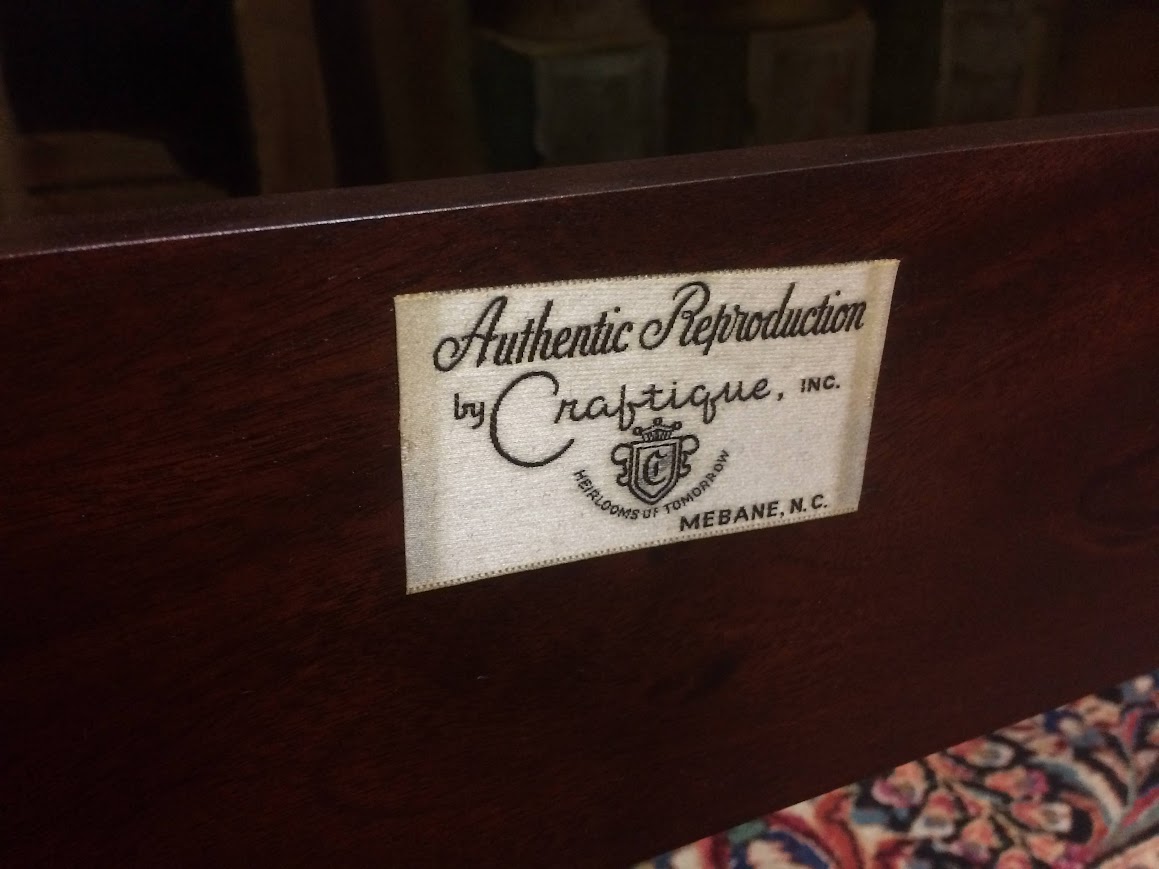 Authentic Reproduction
by Craftique, INC.
C
HEIRLOOMS OF TOMORROW
MEBANE, N.C.